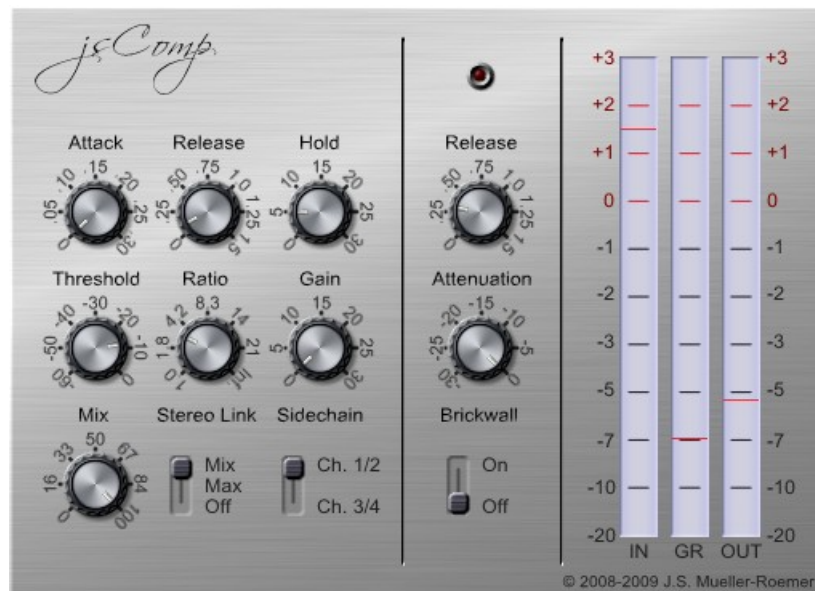 jsComp
Attack Release Hold
0 .05 .10 .15 .20 .25 .30
0 .25 .50 .75 1.0 1.25 1.5
5 10 15 20 25 30
Threshold Ratio Gain
-60 -50 -40 -30 -20 -10 0
1.0 1.8 4.2 8.3 14 21 Inf.
5 10 15 20 25 30
Mix Stereo Link Sidechain
0 16 33 50 67 84 100
Mix
Max
Off
Ch. 1/2
Ch. 3/4
Release
0 .25 .50 .75 1.0 1.25 1.5
Attenuation
-30 -25 -20 -15 -10 -5 0
Brickwall
On
Off
+3 +3
+2 +2
+1 +1
0 0
-1 -1
-2 -2
-3 -3
-5 -5
-7 -7
-10 -10
-20 -20
IN GR OUT
© 2008-2009 J.S. Mueller-Roemer